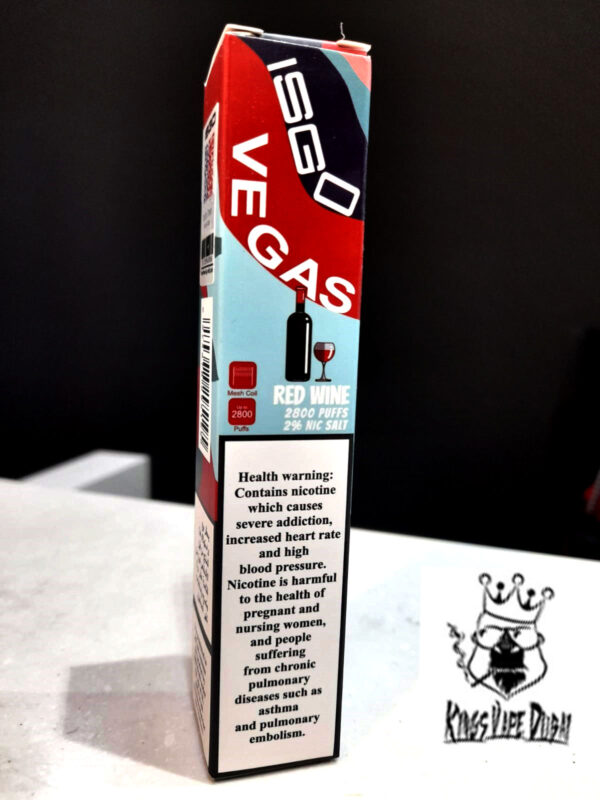 ISGO
VEGAS
Mesh Coil
Up to
2800
Puffs
RED WINE
2800 PUFFS
2% NIC SALT
Health warning:
Contains nicotine
which causes
severe addiction,
increased heart rate
and high
blood pressure.
Nicotine is harmful
to the health of
pregnant and
nursing women,
and people
suffering
from chronic
pulmonary
diseases such as
asthma
and pulmonary
embolism.
KINGS VAPE DUBAI